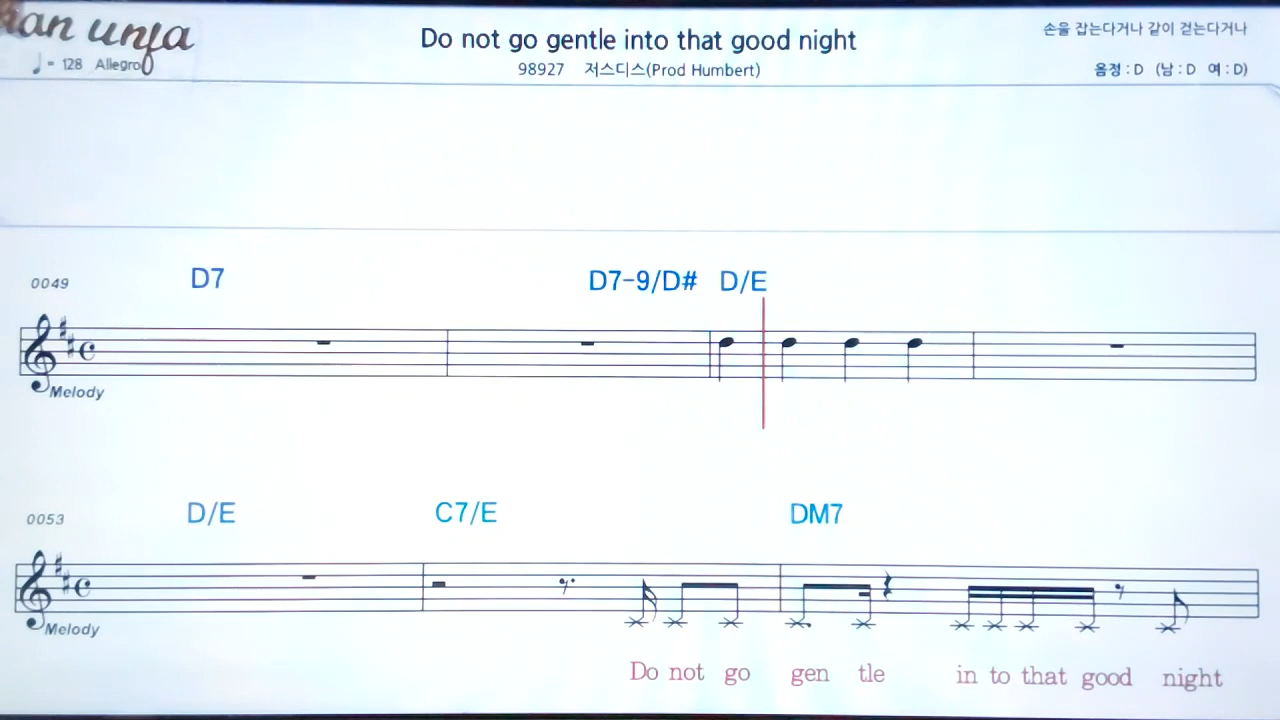 Do not go gentle into that good night
손을 잡는다거나 같이 걷는다거나
♩= 128 Allegro
98927 저스디스(Prod Humbert)
음정 : D (남 : D 여 : D)
0049 D7 D7-9/D# D/E
Melody
0053 D/E C7/E DM7
Melody
Do not go gen tle in to that good night